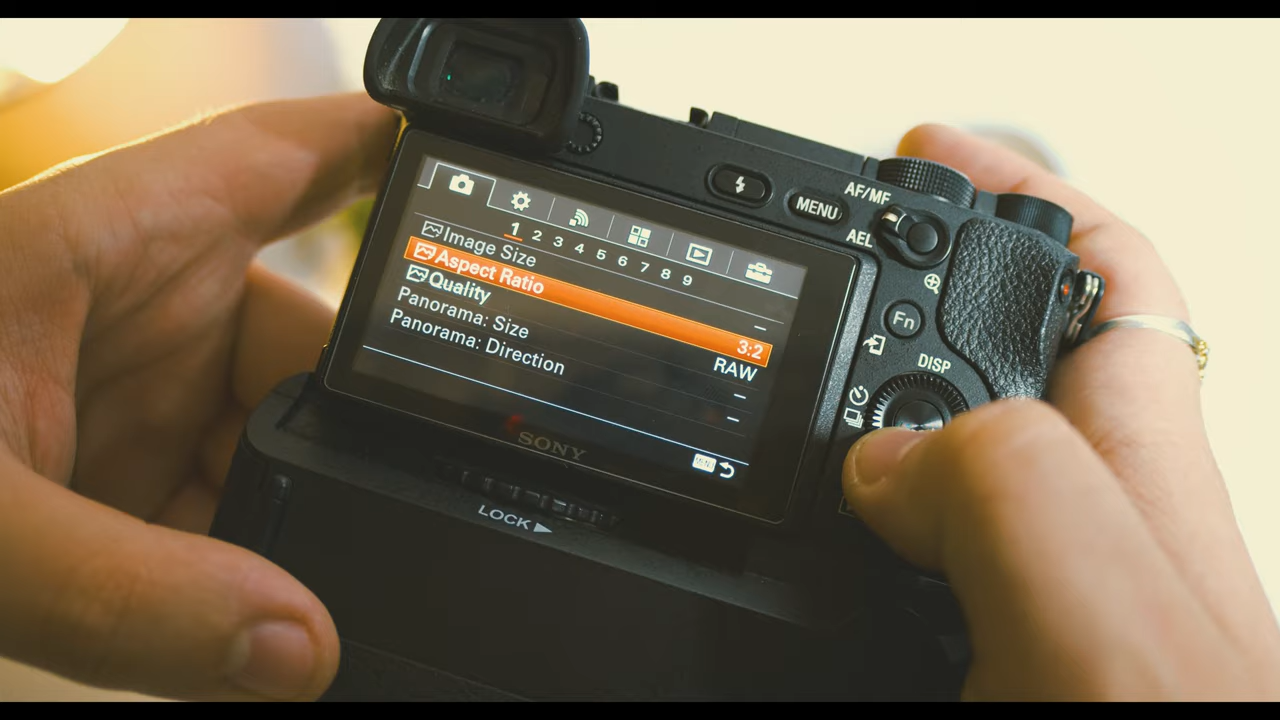 AF/MF
MENU
AEL
1 2 3 4 5 6 7 8 9
Image Size –
Aspect Ratio 3:2
Quality RAW
Panorama: Size –
Panorama: Direction –
MENU
Fn
DISP
SONY
LOCK